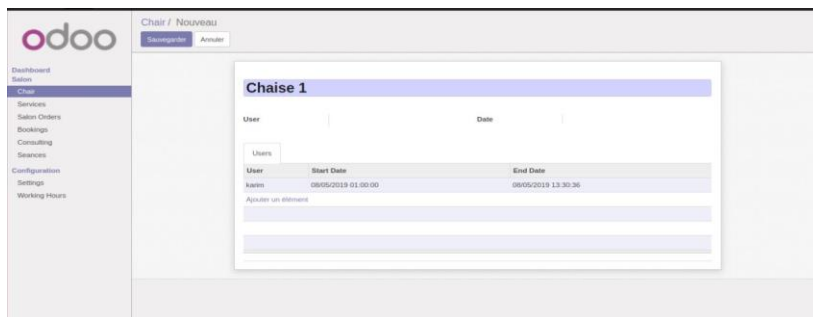 odoo
Chair / Nouveau
Sauvegarder Annuler
Dashboard
Salon
Chair
Services
Salon Orders
Bookings
Consulting
Seances
Configuration
Settings
Working Hours
Chaise 1
User Date
Users
User Start Date End Date
karim 08/05/2019 01:00:00 08/05/2019 13:30:36
Ajouter un élément